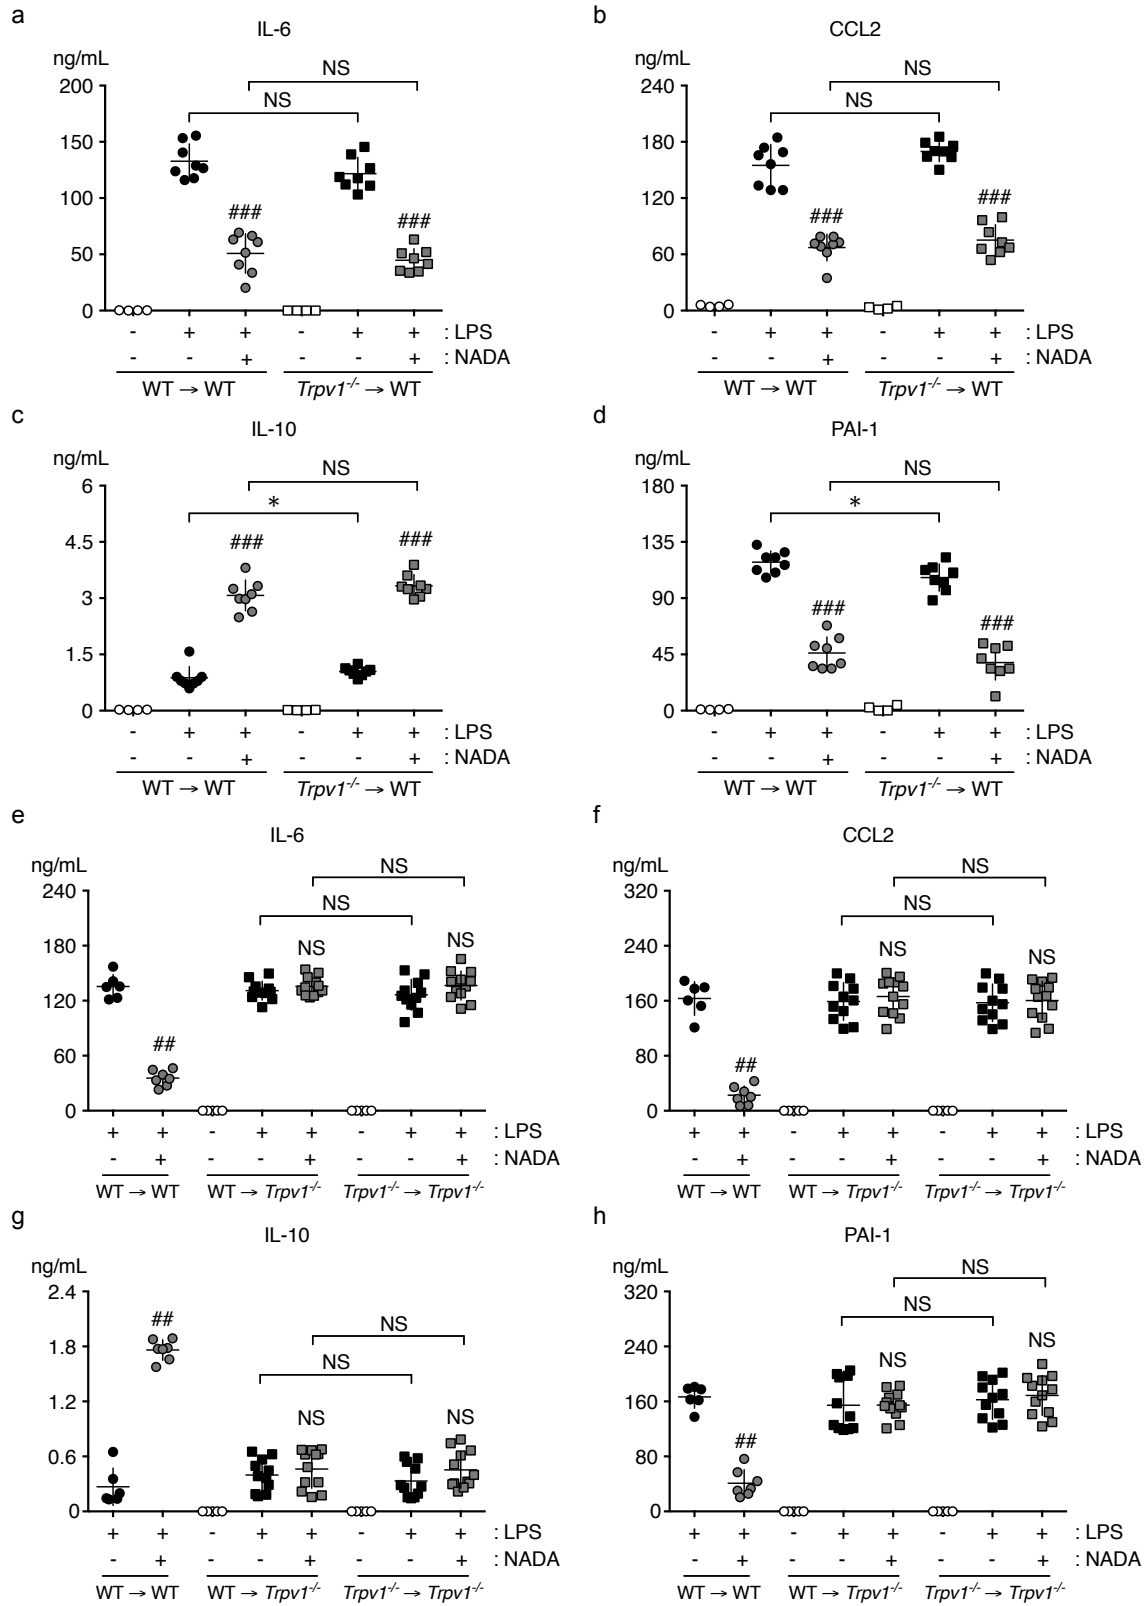 a
IL-6
ng/mL
NS
NS
200
150
100
50
0
###
###
- + + - + + : LPS
- - + - - + : NADA
WT → WT
Trpv1-/- → WT
b
CCL2
ng/mL
NS
NS
240
180
120
60
0
###
###
- + + - + + : LPS
- - + - - + : NADA
WT → WT
Trpv1-/- → WT
c
IL-10
ng/mL
NS
*
6
4.5
3
1.5
0
###
###
- + + - + + : LPS
- - + - - + : NADA
WT → WT
Trpv1-/- → WT
d
PAI-1
ng/mL
NS
*
180
135
90
45
0
###
###
- + + - + + : LPS
- - + - - + : NADA
WT → WT
Trpv1-/- → WT
e
IL-6
ng/mL
NS
NS
240
180
120
60
0
##
NS
NS
+ + - + + - + + : LPS
- + - - + - - + : NADA
WT → WT
WT → Trpv1-/-
Trpv1-/- → Trpv1-/-
f
CCL2
ng/mL
NS
NS
320
240
160
80
0
##
NS
NS
+ + - + + - + + : LPS
- + - - + - - + : NADA
WT → WT
WT → Trpv1-/-
Trpv1-/- → Trpv1-/-
g
IL-10
ng/mL
NS
NS
2.4
1.8
1.2
0.6
0
##
NS
NS
+ + - + + - + + : LPS
- + - - + - - + : NADA
WT → WT
WT → Trpv1-/-
Trpv1-/- → Trpv1-/-
h
PAI-1
ng/mL
NS
NS
320
240
160
80
0
##
NS
NS
+ + - + + - + + : LPS
- + - - + - - + : NADA
WT → WT
WT → Trpv1-/-
Trpv1-/- → Trpv1-/-